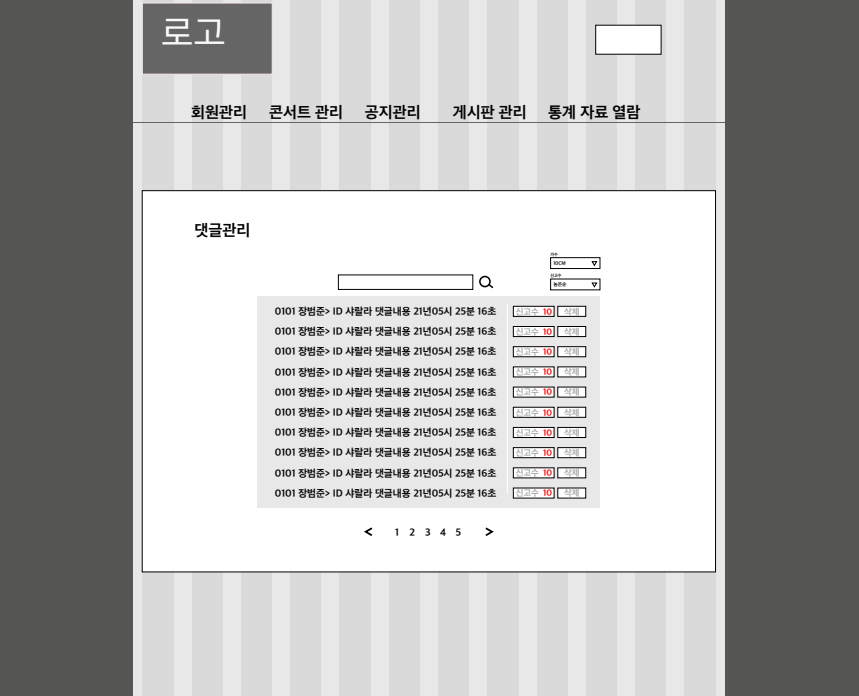 로고
회원관리 콘서트 관리 공지관리 게시판 관리 통계 자료 열람
댓글관리
가수
10CM
신고수
높은순
0101 장범준> ID 샤랄라 댓글내용 21년05시 25분 16초 신고수 10 삭제
0101 장범준> ID 샤랄라 댓글내용 21년05시 25분 16초 신고수 10 삭제
0101 장범준> ID 샤랄라 댓글내용 21년05시 25분 16초 신고수 10 삭제
0101 장범준> ID 샤랄라 댓글내용 21년05시 25분 16초 신고수 10 삭제
0101 장범준> ID 샤랄라 댓글내용 21년05시 25분 16초 신고수 10 삭제
0101 장범준> ID 샤랄라 댓글내용 21년05시 25분 16초 신고수 10 삭제
0101 장범준> ID 샤랄라 댓글내용 21년05시 25분 16초 신고수 10 삭제
0101 장범준> ID 샤랄라 댓글내용 21년05시 25분 16초 신고수 10 삭제
0101 장범준> ID 샤랄라 댓글내용 21년05시 25분 16초 신고수 10 삭제
0101 장범준> ID 샤랄라 댓글내용 21년05시 25분 16초 신고수 10 삭제
< 1 2 3 4 5 >